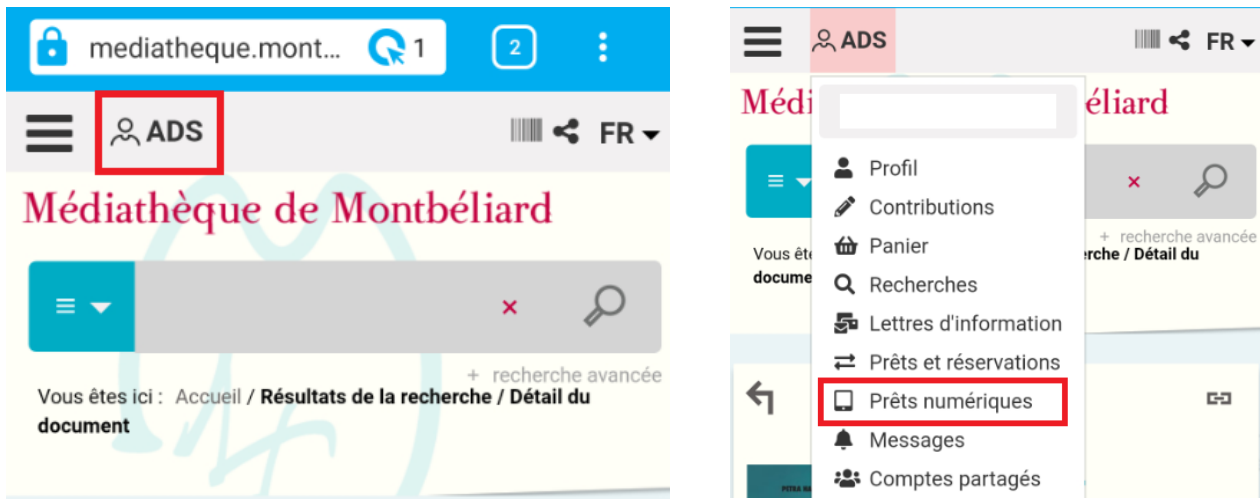 mediatheque.mont... 1 2
ADS FR
Médiathèque de Montbéliard
+ recherche avancée
Vous êtes ici : Accueil / Résultats de la recherche / Détail du
document
ADS FR
Médi éliard
Profil
Contributions
+ recherche avancée
Panier
Vous êt rche / Détail du
docume
Recherches
Lettres d'information
Prêts et réservations
Prêts numériques
Messages
Comptes partagés